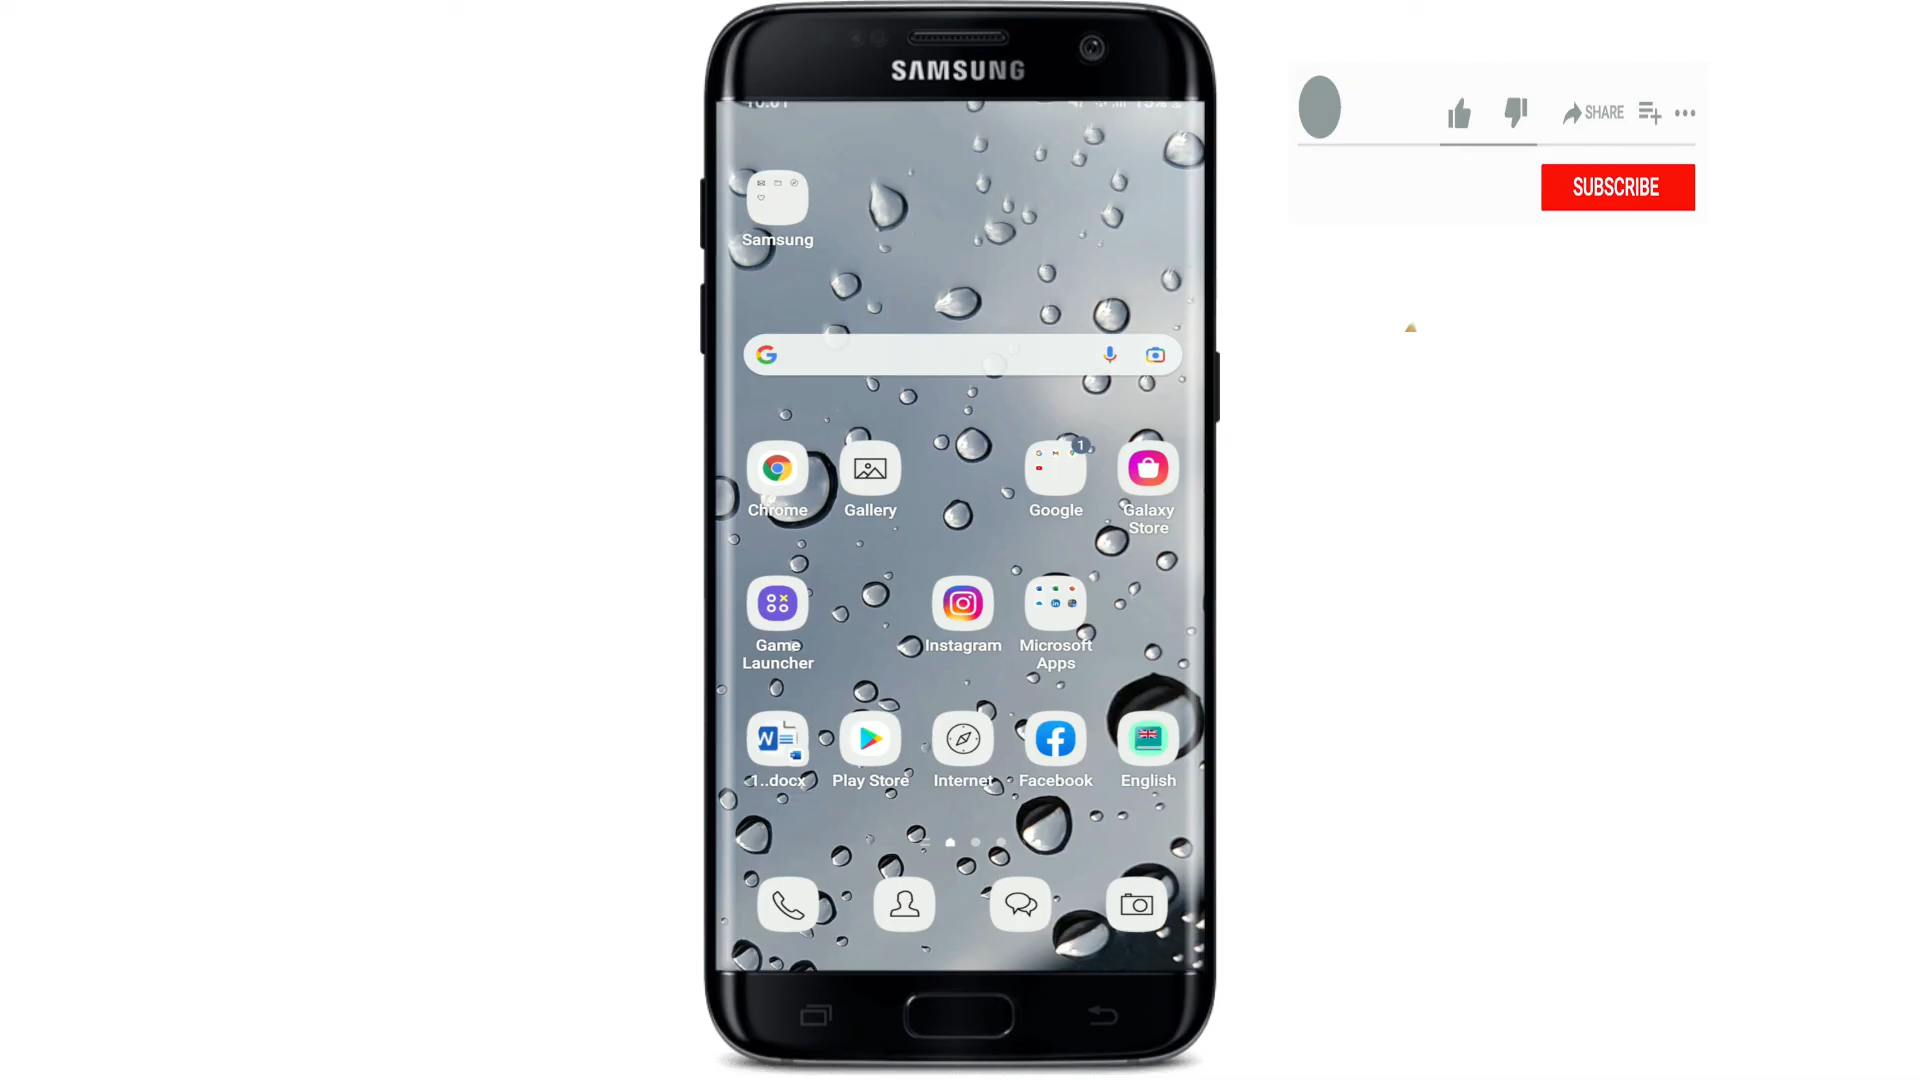 SAMSUNG
SHARE
SUBSCRIBE
Samsung
1
Chrome
Gallery
Google
Galaxy
Store
Game
Launcher
Instagram
Microsoft
Apps
W
1..docx
Play Store
Internet
Facebook
English